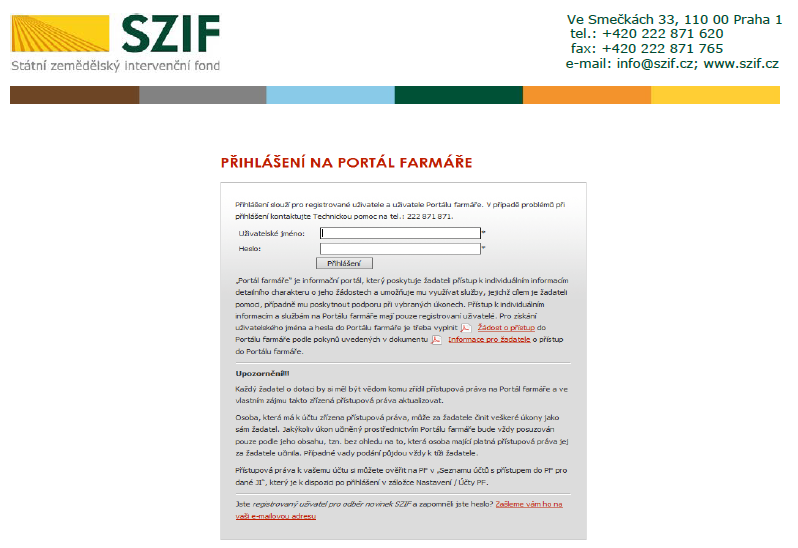 SZIF
Státní zemědělský intervenční fond
Ve Smečkách 33, 110 00 Praha 1
tel.: +420 222 871 620
fax: +420 222 871 765
e-mail: info@szif.cz; www.szif.cz
PŘIHLÁŠENÍ NA PORTÁL FARMÁŘE
Přihlášení slouží pro registrované uživatele a uživatele Portálu farmáře. V případě problémů při
přihlášení kontaktujte Technickou pomoc na tel.: 222 871 871.
Uživatelské jméno: *
Heslo: *
Přihlášení
„Portál farmáře“ je informační portál, který poskytuje žadateli přístup k individuálním informacím
detailního charakteru o jeho žádostech a umožňuje mu využívat služby, jejichž cílem je žadateli
pomoci, případně mu poskytnout podporu při vybraných úkonech. Přístup k individuálním
informacím a službám na Portálu farmáře mají pouze registrovaní uživatelé. Pro získání
uživatelského jména a hesla do Portálu farmáře je třeba vyplnit Žádost o přístup do
Portálu farmáře podle pokynů uvedených v dokumentu Informace pro žadatele o přístup
do Portálu farmáře.
Upozornění!!!
Každý žadatel o dotaci by si měl být vědom komu zřídil přístupová práva na Portál farmáře a ve
vlastním zájmu takto zřízená přístupová práva aktualizovat.
Osoba, která má k účtu zřízena přístupová práva, může za žadatele činit veškeré úkony jako
sám žadatel. Jakýkoliv úkon učiněný prostřednictvím Portálu farmáře bude vždy posuzován
pouze podle jeho obsahu, tzn. bez ohledu na to, která osoba mající platná přístupová práva jej
za žadatele učinila. Případné vady podání půjdou vždy k tíži žadatele.
Přístupová práva k vašemu účtu si můžete ověřit na PF v „Seznamu účtů s přístupem do PF pro
dané JI“, který je k dispozici po přihlášení v záložce Nastavení / Účty PF.
Jste registrovaný uživatel pro odběr novinek SZIF a zapomněli jste heslo? Zašleme vám ho na
vaši e-mailovou adresu